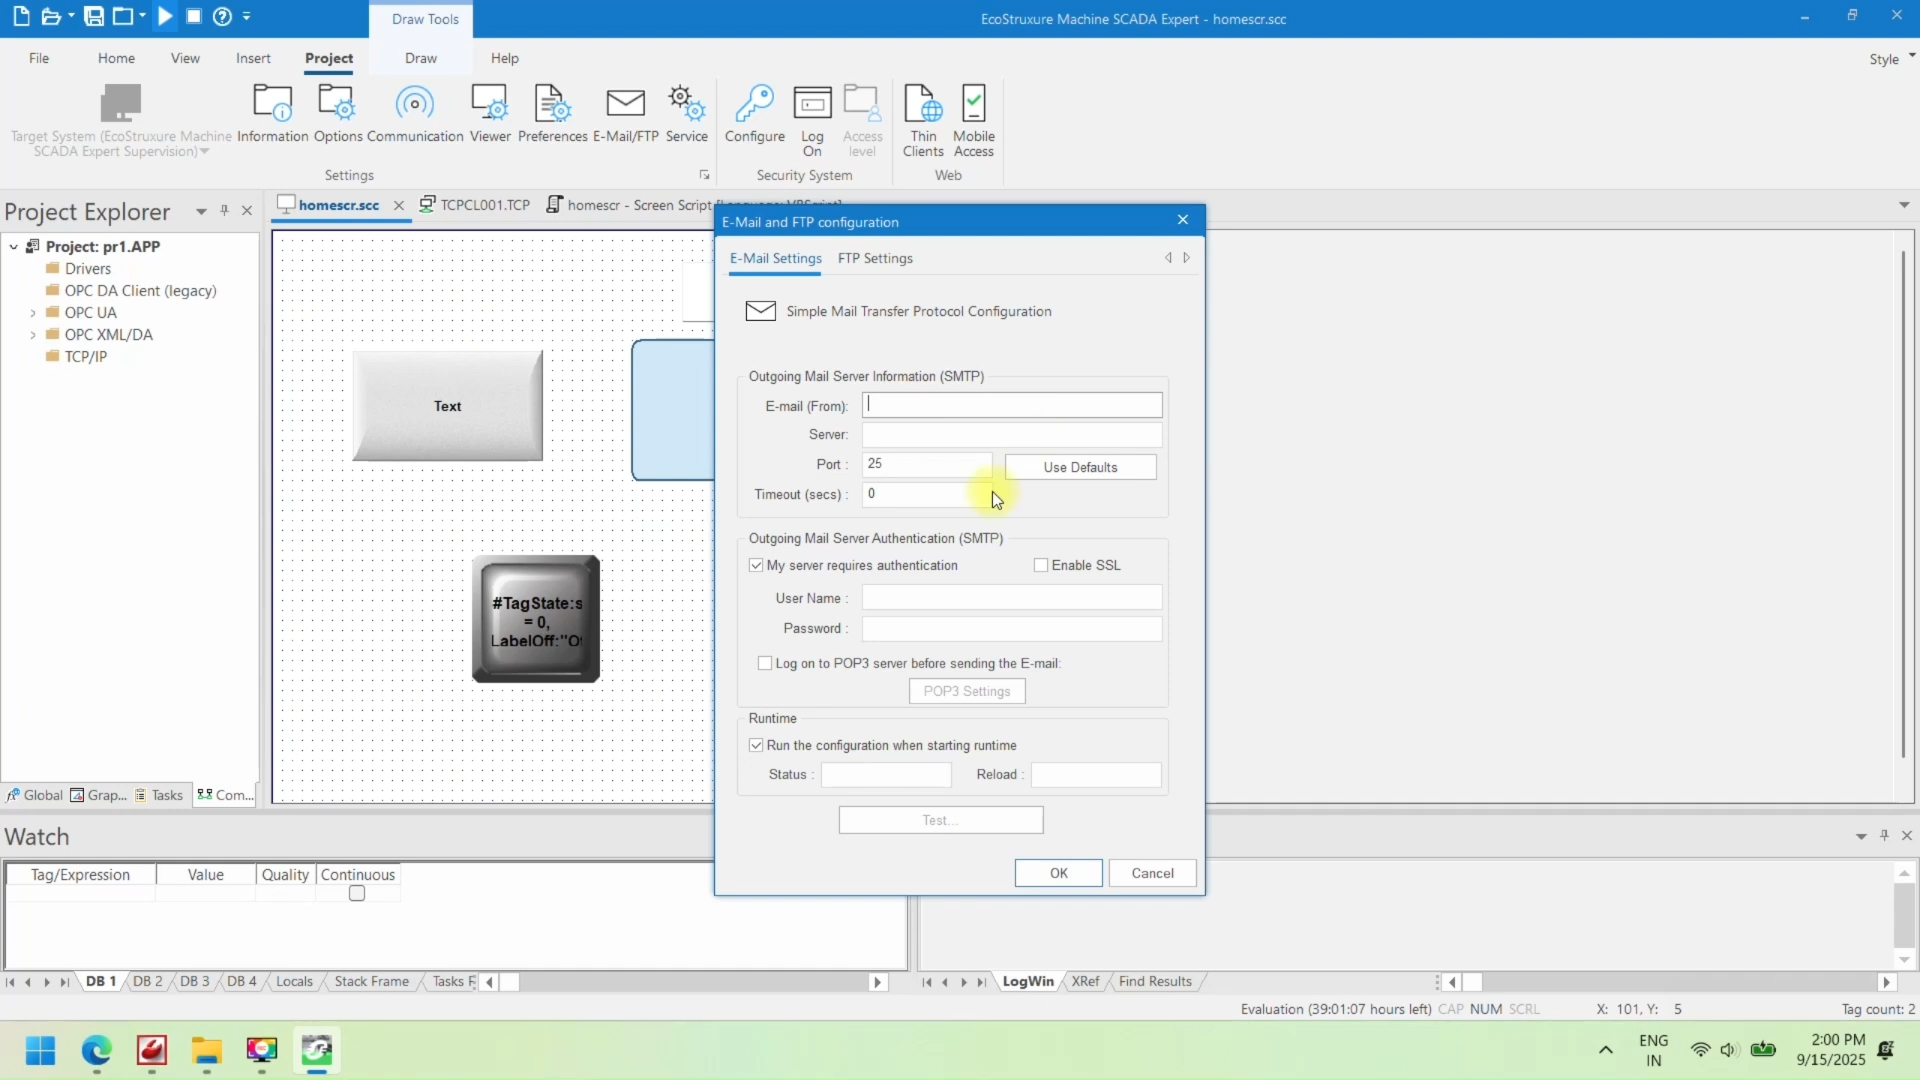 Draw Tools
EcoStruxure Machine SCADA Expert - homescr.scc
File Home View Insert Project Draw Help Style
Target System (EcoStruxure Machine SCADA Expert Supervision)
Information Options Communication Viewer Preferences E-Mail/FTP Service
Configure Log On Access level
Thin Clients Mobile Access
Settings Security System Web
Project Explorer
homescr.scc TCPCL001.TCP homescr - Screen Script
Project: pr1.APP
Drivers
OPC DA Client (legacy)
OPC UA
OPC XML/DA
TCP/IP
Text
#TagState:s
= 0,
LabelOff:"O
E-Mail and FTP configuration
E-Mail Settings FTP Settings
Simple Mail Transfer Protocol Configuration
Outgoing Mail Server Information (SMTP)
E-mail (From):
Server:
Port : 25 Use Defaults
Timeout (secs) : 0
Outgoing Mail Server Authentication (SMTP)
My server requires authentication Enable SSL
User Name :
Password :
Log on to POP3 server before sending the E-mail:
POP3 Settings
Runtime
Run the configuration when starting runtime
Status : Reload :
Test...
OK Cancel
Global Grap... Tasks Com...
Watch
Tag/Expression Value Quality Continuous
DB 1 DB 2 DB 3 DB 4 Locals Stack Frame Tasks F
LogWin XRef Find Results
Evaluation (39:01:07 hours left) CAP NUM SCRL X: 101, Y: 5 Tag count: 2
ENG
IN
2:00 PM
9/15/2025